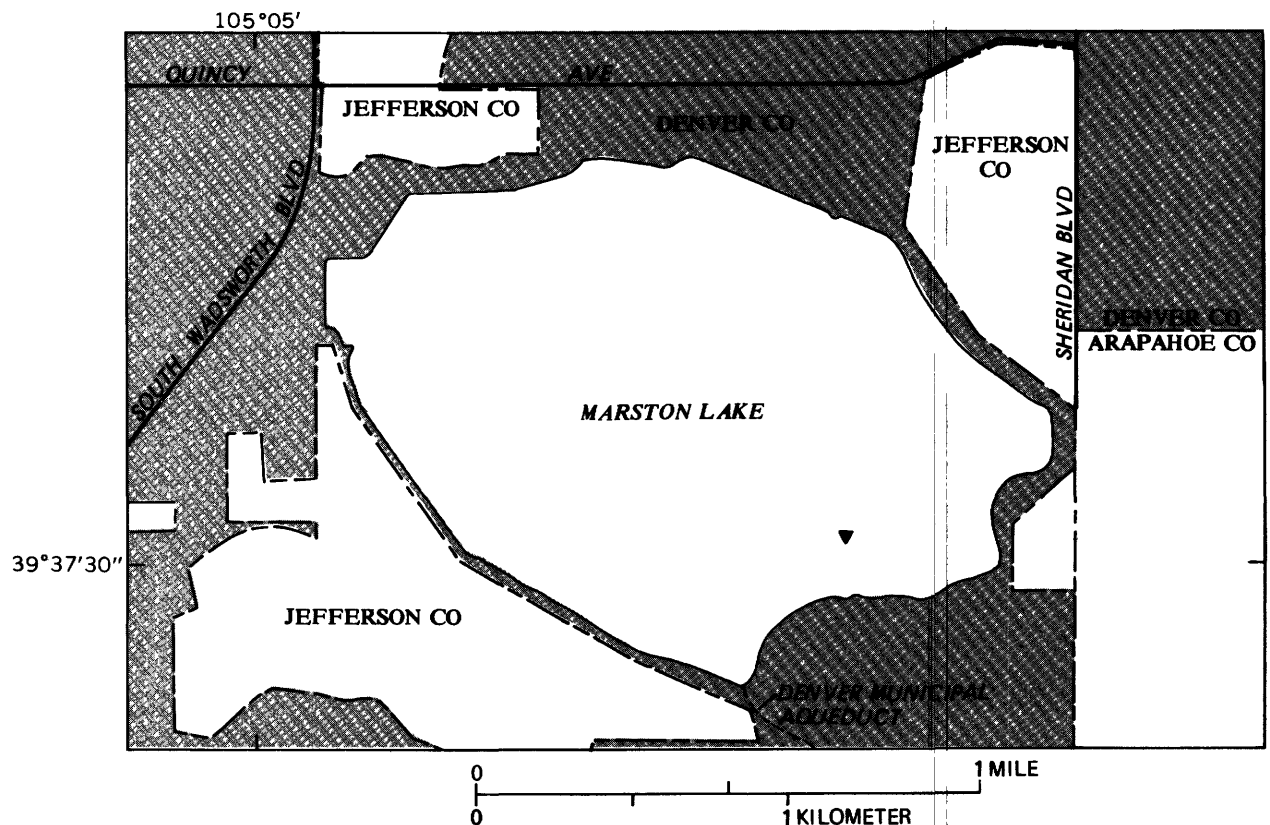 105°05'
QUINCY AVE
JEFFERSON CO
DENVER CO
JEFFERSON
CO
SOUTH WADSWORTH BLVD
SHERIDAN BLVD
DENVER CO
ARAPAHOE CO
MARSTON LAKE
39°37'30"
JEFFERSON CO
DENVER MUNICIPAL
AQUEDUCT
0 1 MILE
0 1 KILOMETER